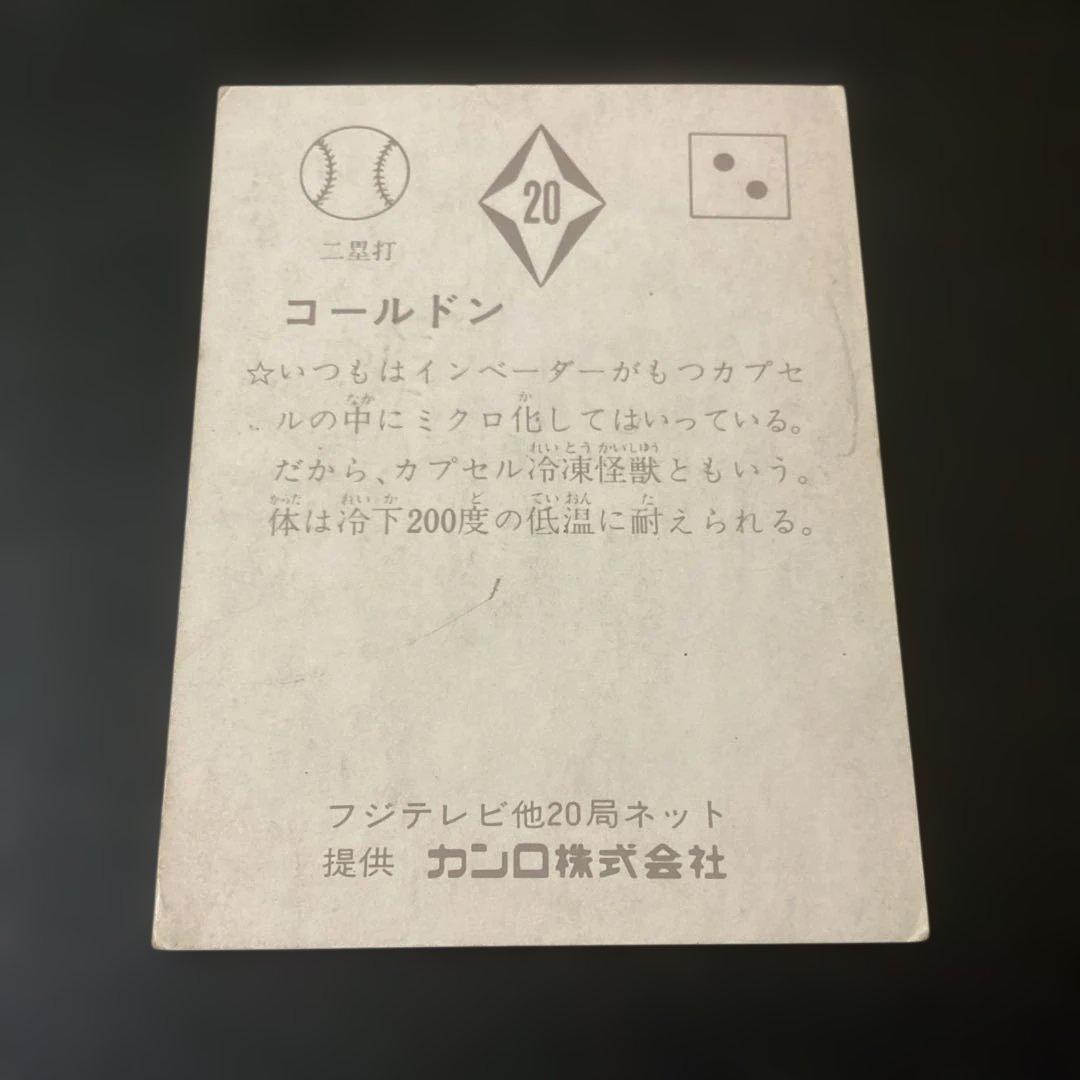 20
二塁打
コールドン
☆いつもはインベーダーがもつカプセ
ルの中にミクロ化してはいっている。
だから、カプセル冷凍怪獣ともいう。
体は冷下200度の低温に耐えられる。
フジテレビ他20局ネット
提供 カンロ株式会社